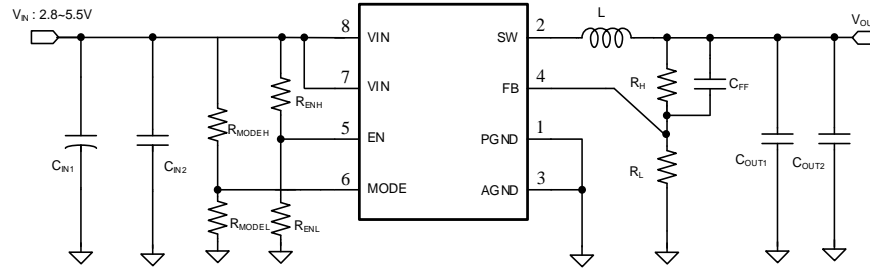 VIN : 2.8~5.5V
8 VIN
7 VIN
5 EN
6 MODE
SW 2
FB 4
PGND 1
AGND 3
L
RENH
RMODEH
CIN1
CIN2
RMODEL
RENL
RH
CFF
RL
COUT1
COUT2
VOU